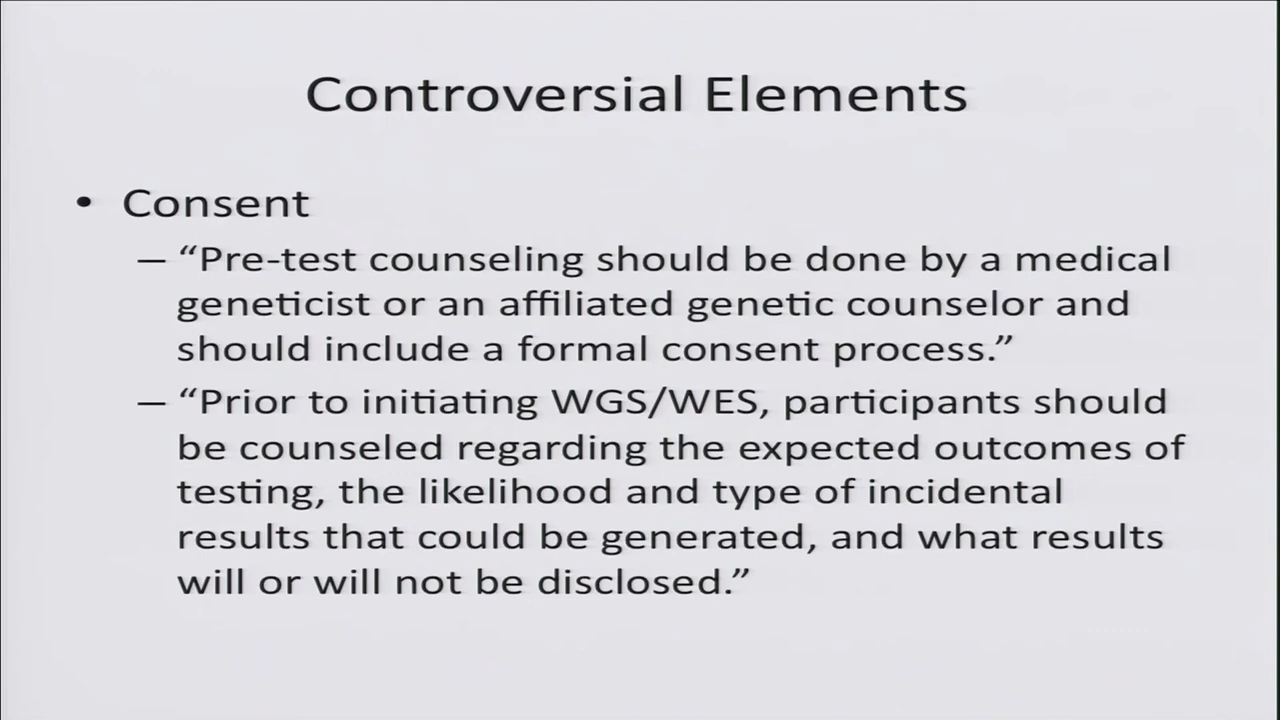 Controversial Elements
• Consent
– “Pre-test counseling should be done by a medical
geneticist or an affiliated genetic counselor and
should include a formal consent process.”
– “Prior to initiating WGS/WES, participants should
be counseled regarding the expected outcomes of
testing, the likelihood and type of incidental
results that could be generated, and what results
will or will not be disclosed.”